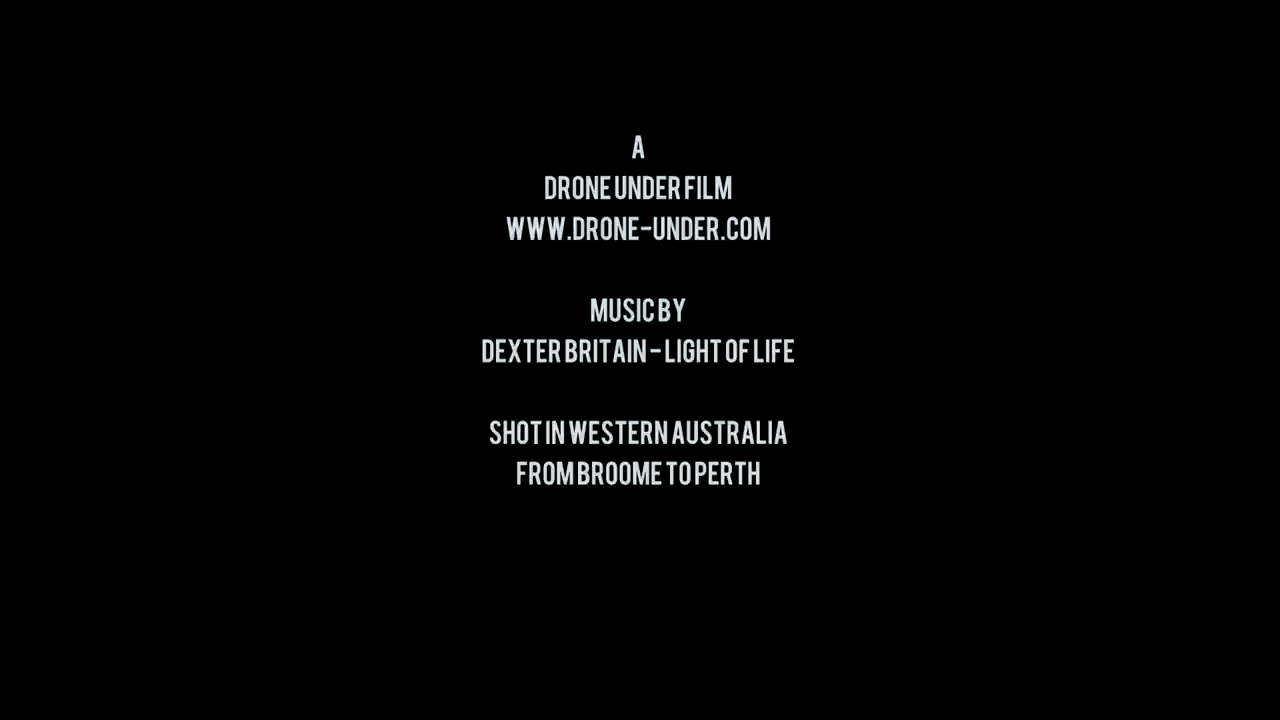 A
DRONE UNDER FILM
WWW.DRONE-UNDER.COM
MUSIC BY
DEXTER BRITAIN - LIGHT OF LIFE
SHOT IN WESTERN AUSTRALIA
FROM BROOME TO PERTH